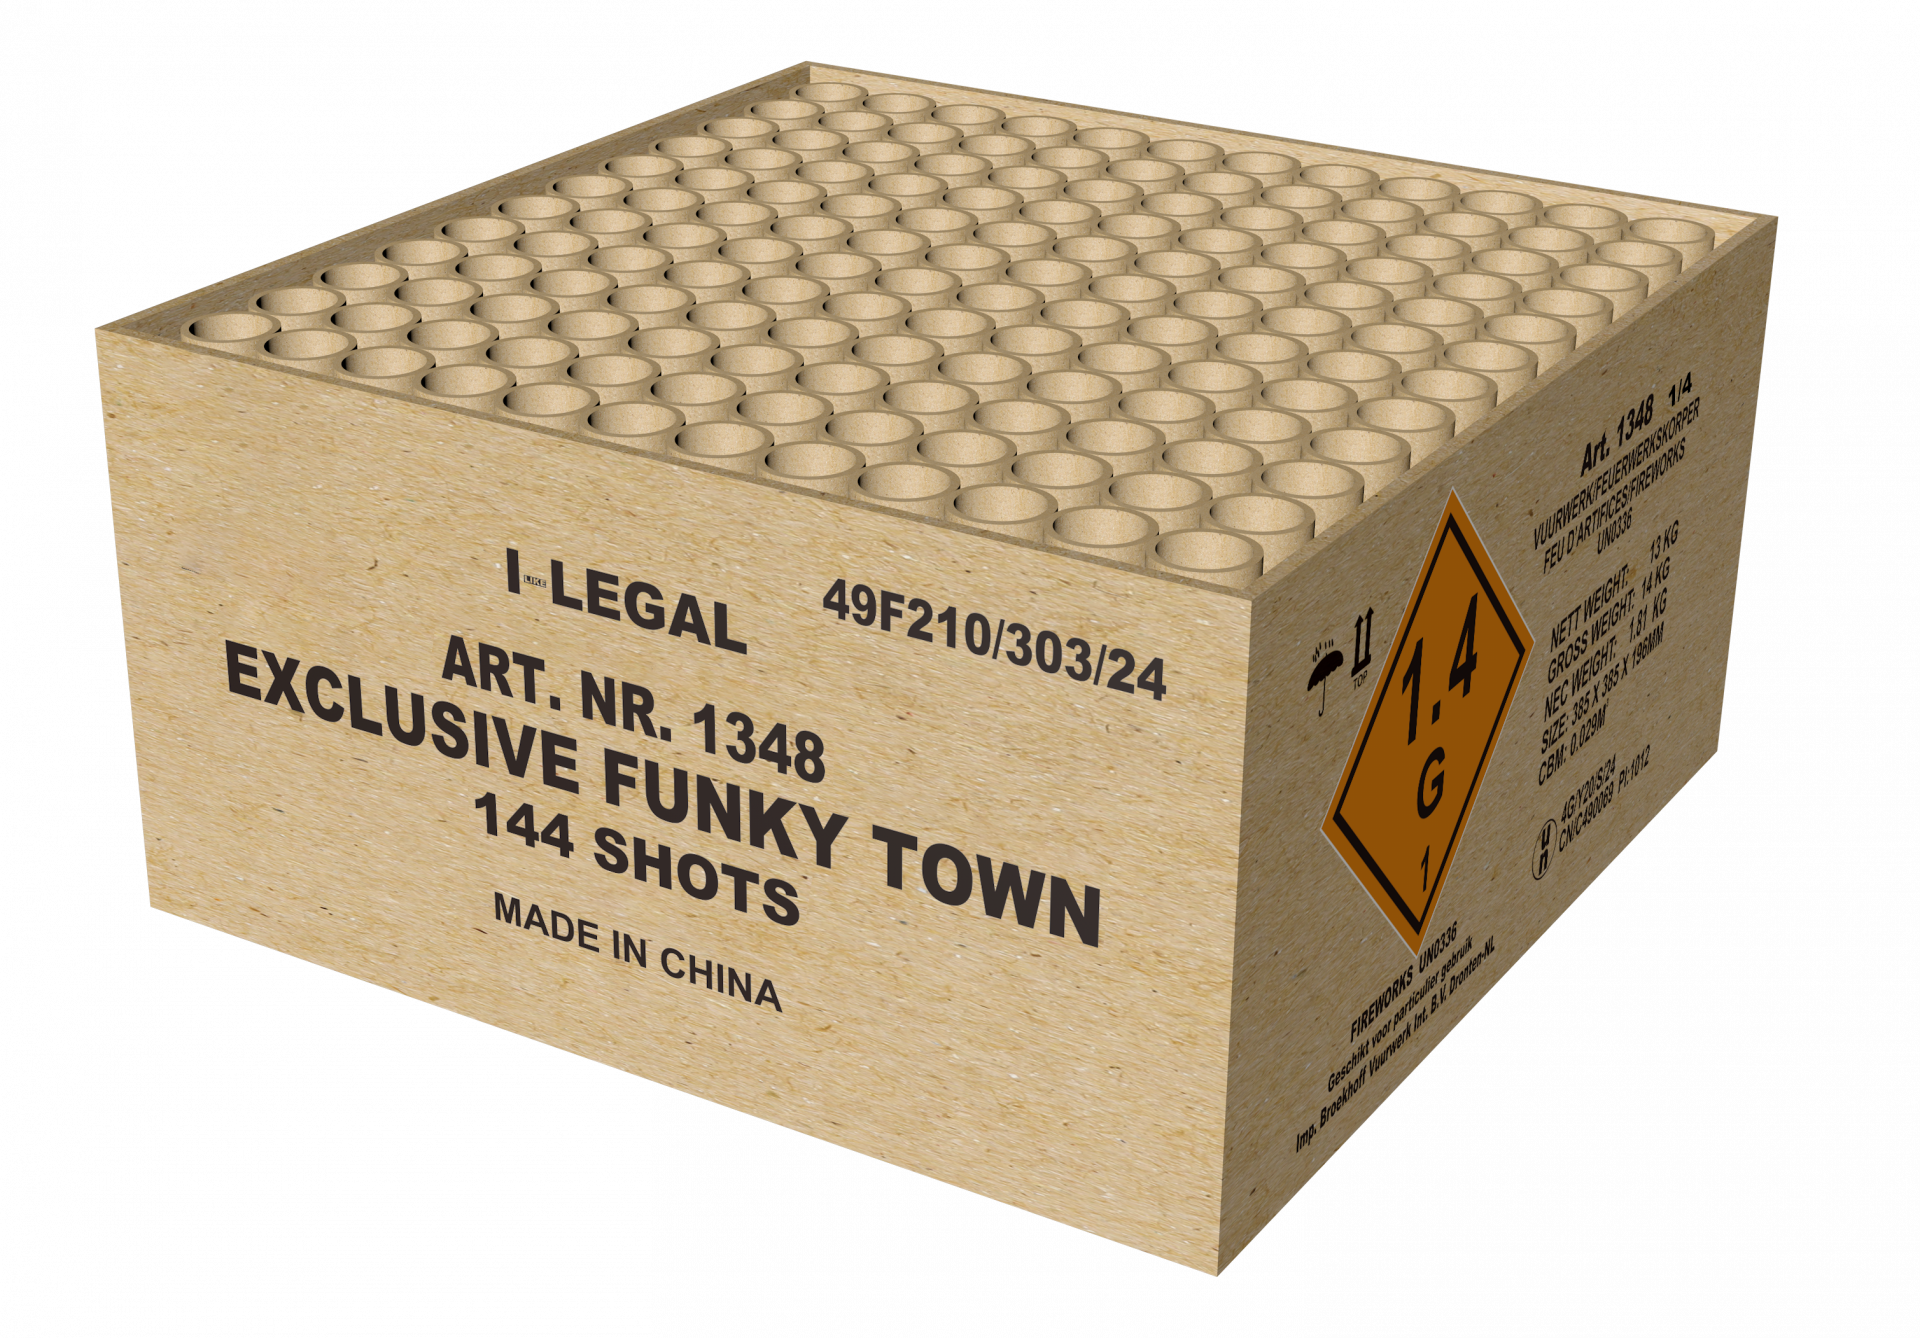 I LIKE LEGAL
49F210/303/24
ART. NR. 1348
EXCLUSIVE FUNKY TOWN
144 SHOTS
MADE IN CHINA
Art. 1348 1/4
VUURWERK/FEUERWERKSKORPER
FEU D'ARTIFICES/FIREWORKS
UN0336
NETT WEIGHT: 13 KG
GROSS WEIGHT: 14 KG
NEC WEIGHT: 1.81 KG
SIZE: 385 X 385 X 196MM
CBM: 0.029M³
TOP
1.4
G
1
un
4G/Y20/S/24
CN/C490069 PI:1012
FIREWORKS UN0336
Geschikt voor particulier gebruik
Imp. Broekhoff Vuurwerk Int. B.V. Dronten-NL